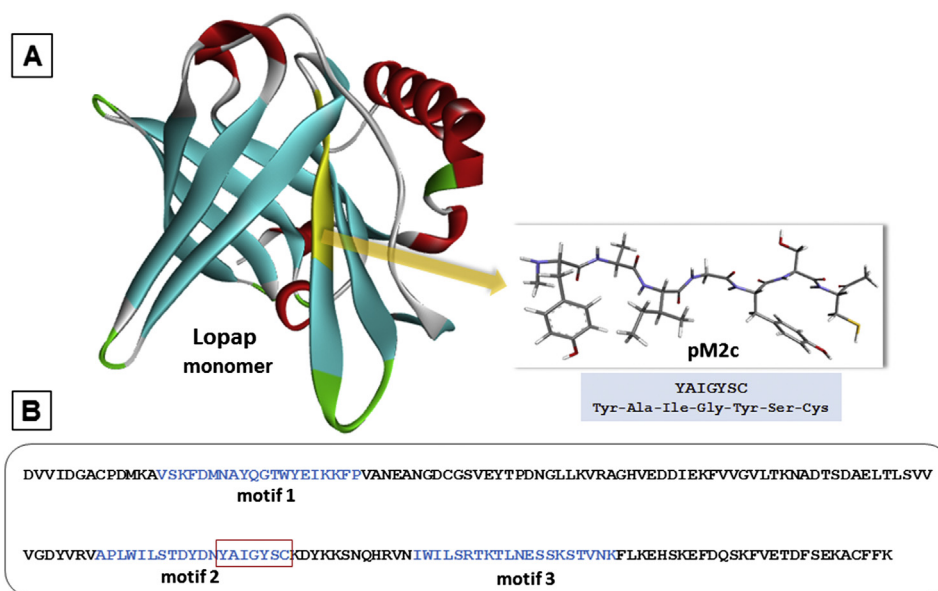 A
Lopap
monomer
pM2c
YAIGYSC
Tyr-Ala-Ile-Gly-Tyr-Ser-Cys
B
DVVIDGACPDMKAVSKFDMNAYQGTWYEIKKFPVANEANGDCGSVEYTPDNGLLKVRAGHVEDDIEKFVVGVLTKNADTSDAELTLSVV
motif 1
VGDYVRVAPLWILSTDYDNYAIGYSCKDYKKSNQHRVNIWILSRTKTLNESSKSTVNKFLKEHSKEFDQSKFVETDFSEKACFFK
motif 2
motif 3